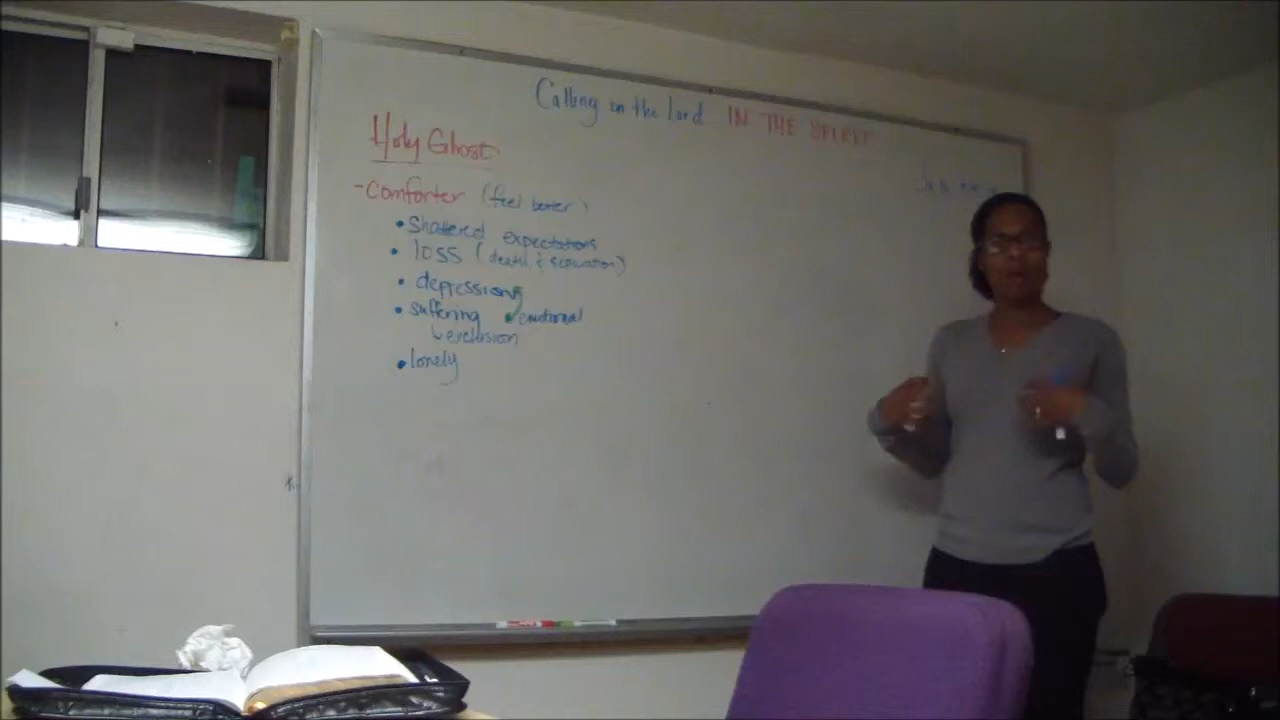 Calling on the Lord IN THE SPIRIT
Holy Ghost
- Comforter (feel better)
• Shattered expectations
• loss (death & separation)
• depression
• suffering • emotional
exclusion
• lonely